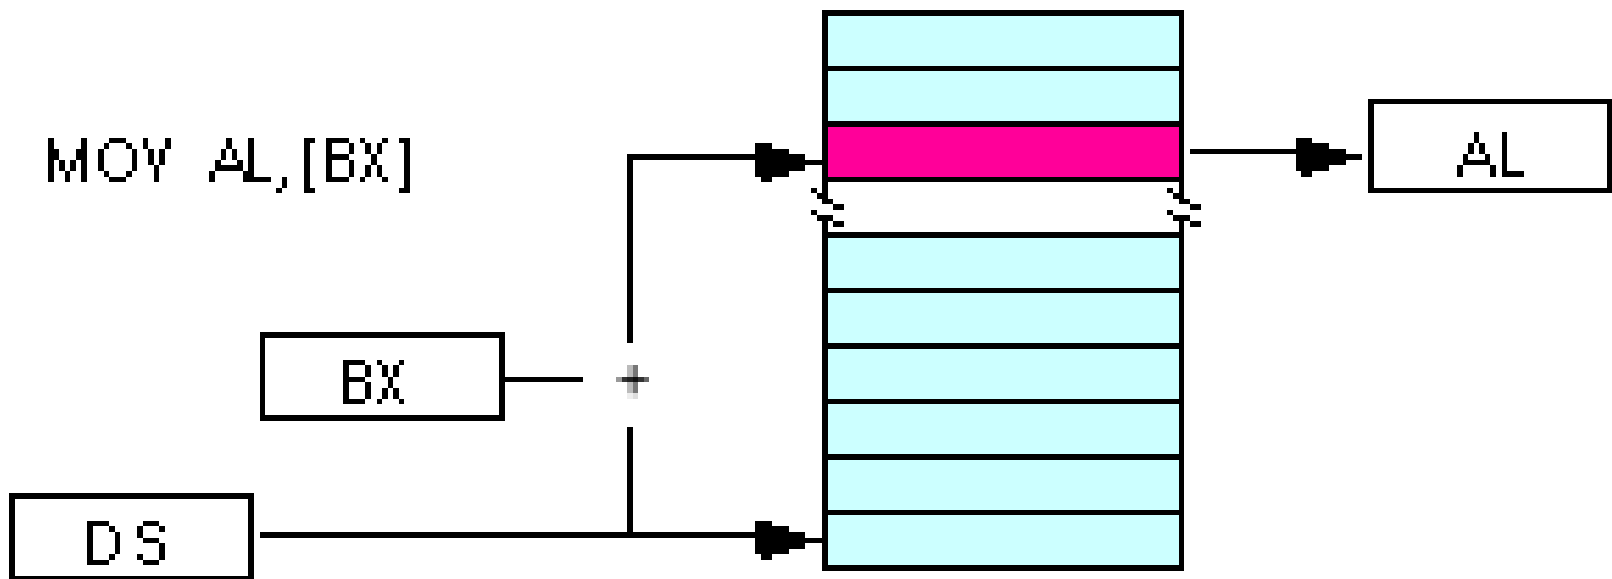 MOV AL,[BX]
AL
BX
+
DS